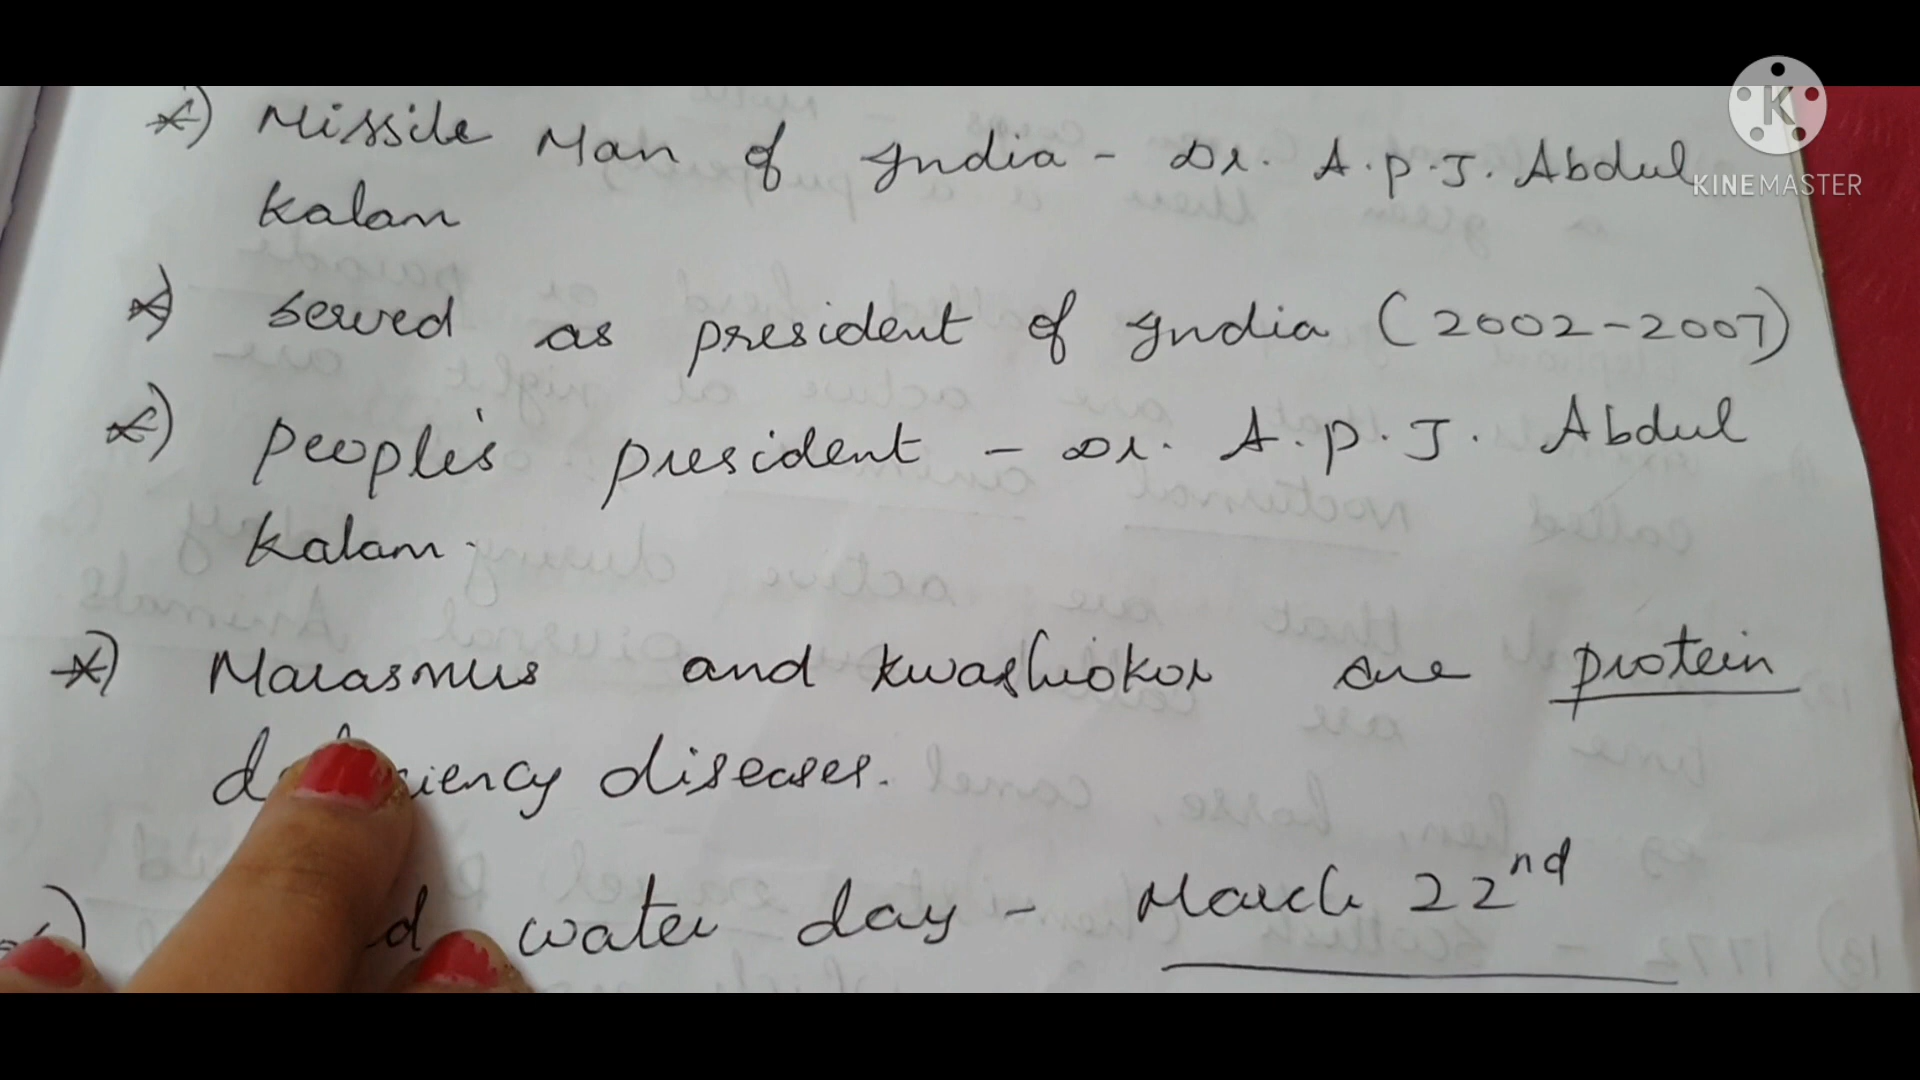 *) Missile Man of India - Dr. A.P.J. Abdul
Kalam
*) Served as president of India (2002-2007)
*) People's president - Dr. A.P.J. Abdul
Kalam.
*) Marasmus and Kwashiokor are protein
diseases.
water day - March 22nd
K
KINEMASTER